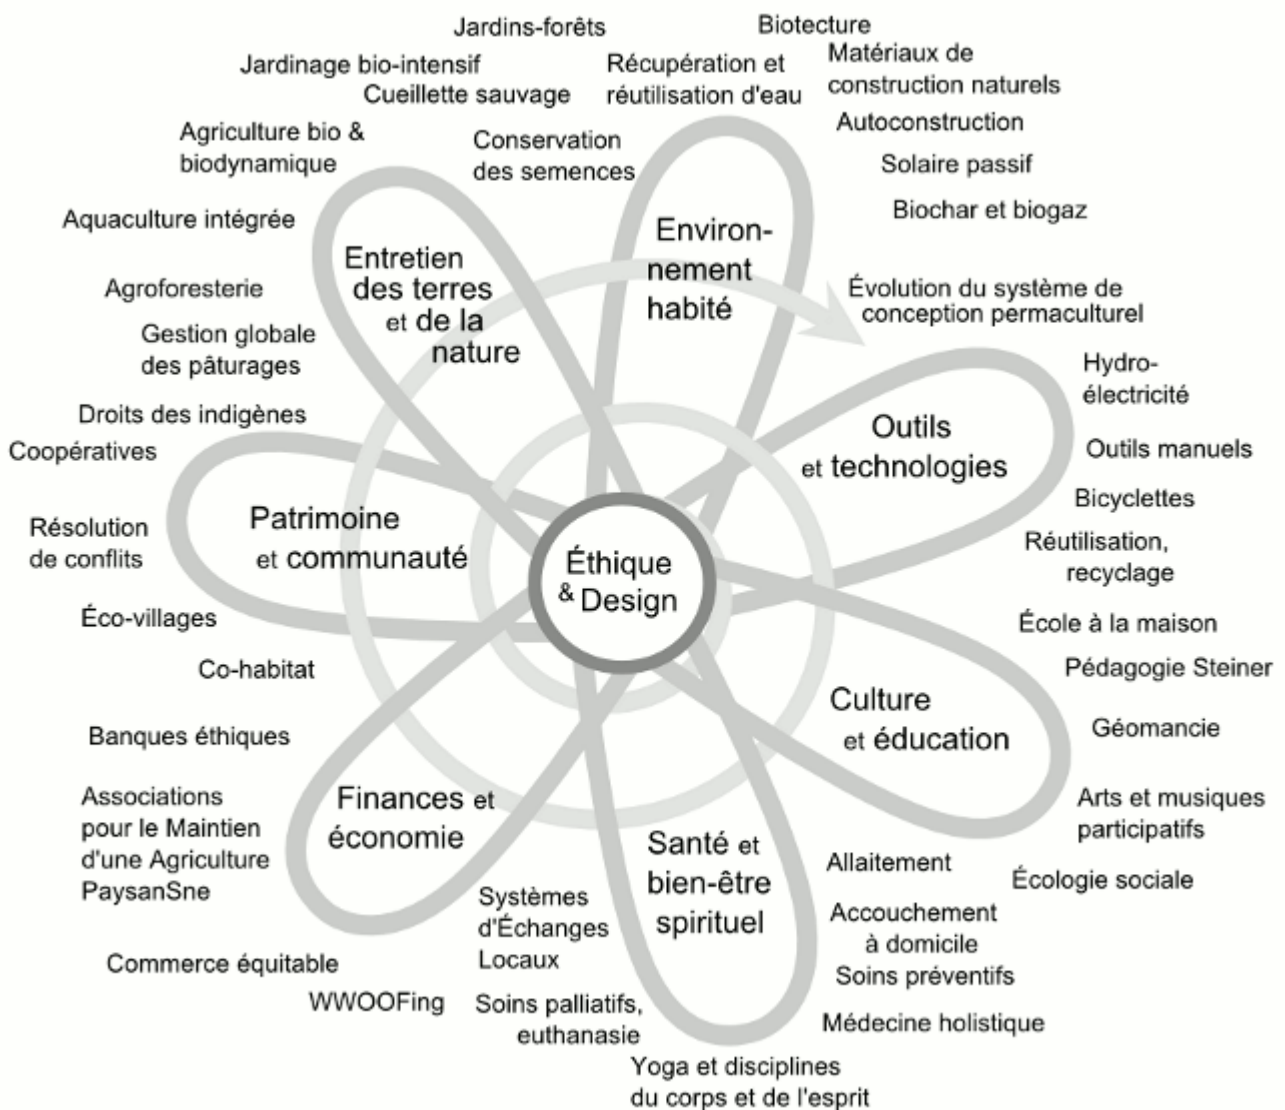 Jardins-forêts
Biotecture
Jardinage bio-intensif
Cueillette sauvage
Récupération et
réutilisation d'eau
Matériaux de
construction naturels
Agriculture bio &
biodynamique
Conservation
des semences
Autoconstruction
Solaire passif
Aquaculture intégrée
Biochar et biogaz
Entretien
des terres
et de la
nature
Environ-
nement
habité
Agroforesterie
Évolution du système de
conception permaculturel
Gestion globale
des pâturages
Hydro-
électricité
Droits des indigènes
Coopératives
Outils
et technologies
Outils manuels
Bicyclettes
Résolution
de conflits
Patrimoine
et communauté
Éthique
& Design
Réutilisation,
recyclage
Éco-villages
École à la maison
Co-habitat
Pédagogie Steiner
Culture
et éducation
Géomancie
Banques éthiques
Associations
pour le Maintien
d'une Agriculture
PaysanSne
Finances et
économie
Arts et musiques
participatifs
Santé et
bien-être
spirituel
Allaitement
Écologie sociale
Systèmes
d'Échanges
Locaux
Accouchement
à domicile
Soins préventifs
Commerce équitable
WWOOFing
Soins palliatifs,
euthanasie
Médecine holistique
Yoga et disciplines
du corps et de l'esprit